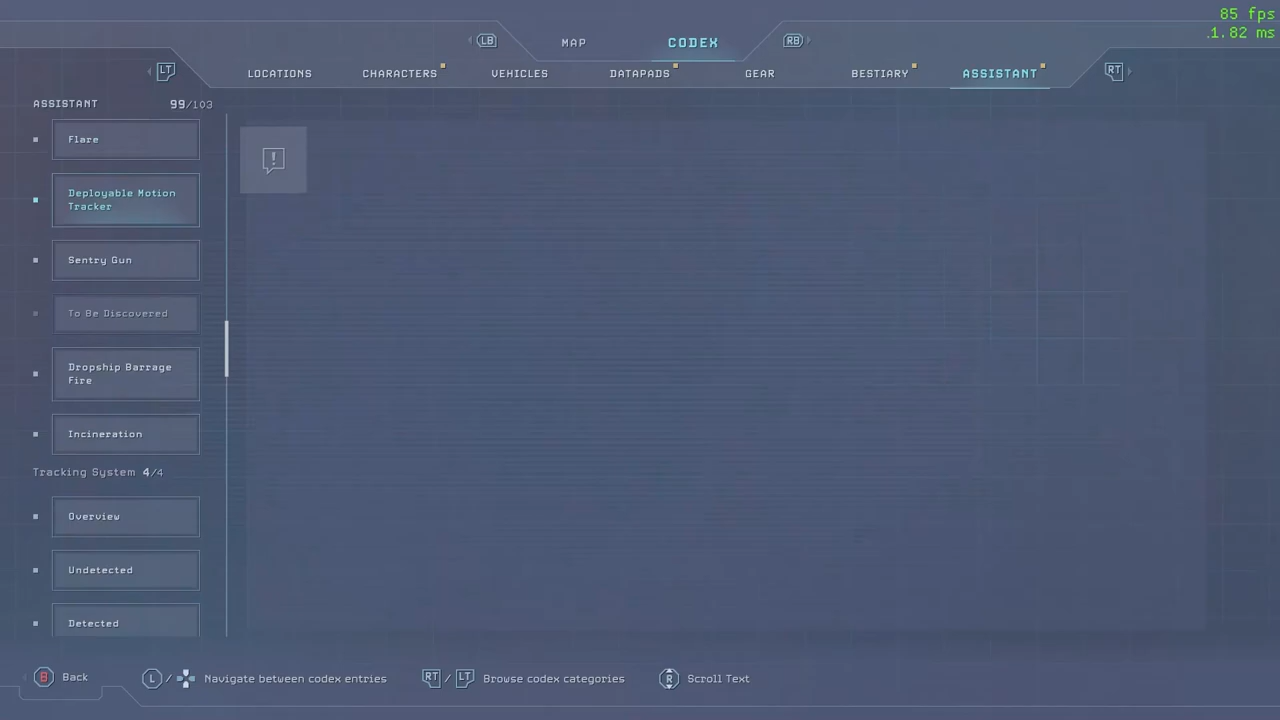 85 fps
.1.82 ms
LB MAP CODEX RB
LT LOCATIONS CHARACTERS VEHICLES DATAPADS GEAR BESTIARY ASSISTANT RT
ASSISTANT 99/103
Flare
Deployable Motion
Tracker
Sentry Gun
To Be Discovered
Dropship Barrage
Fire
Incineration
Tracking System 4/4
Overview
Undetected
Detected
B Back L / Navigate between codex entries RT / LT Browse codex categories R Scroll Text